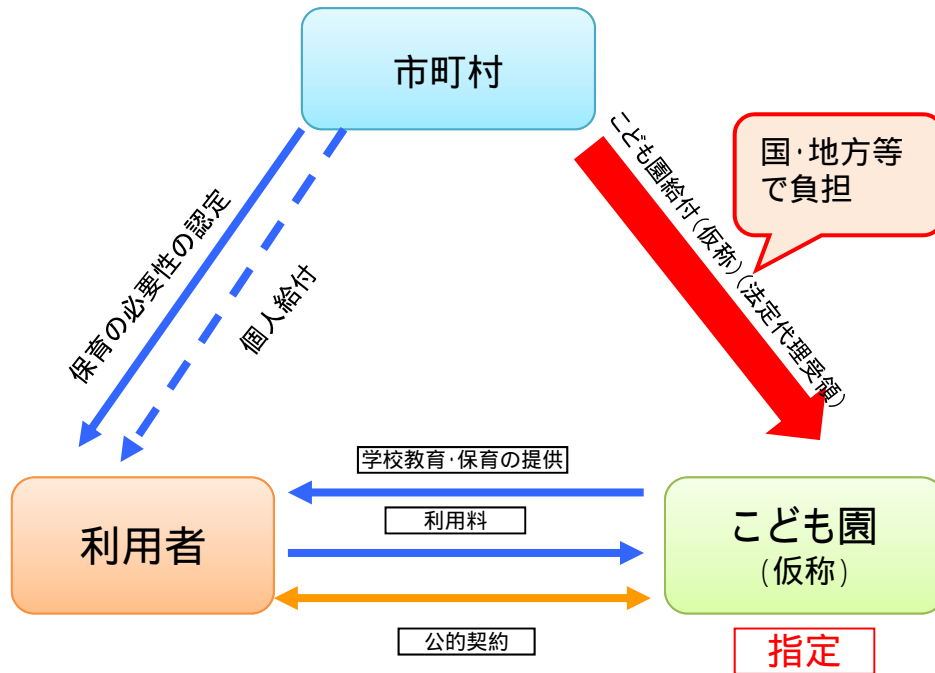 市町村
国・地方等
で負担
こども園給付（仮称）（法定代理受領）
保育の必要性の認定
個人給付
学校教育・保育の提供
利用料
利用者
こども園
（仮称）
公的契約
指定